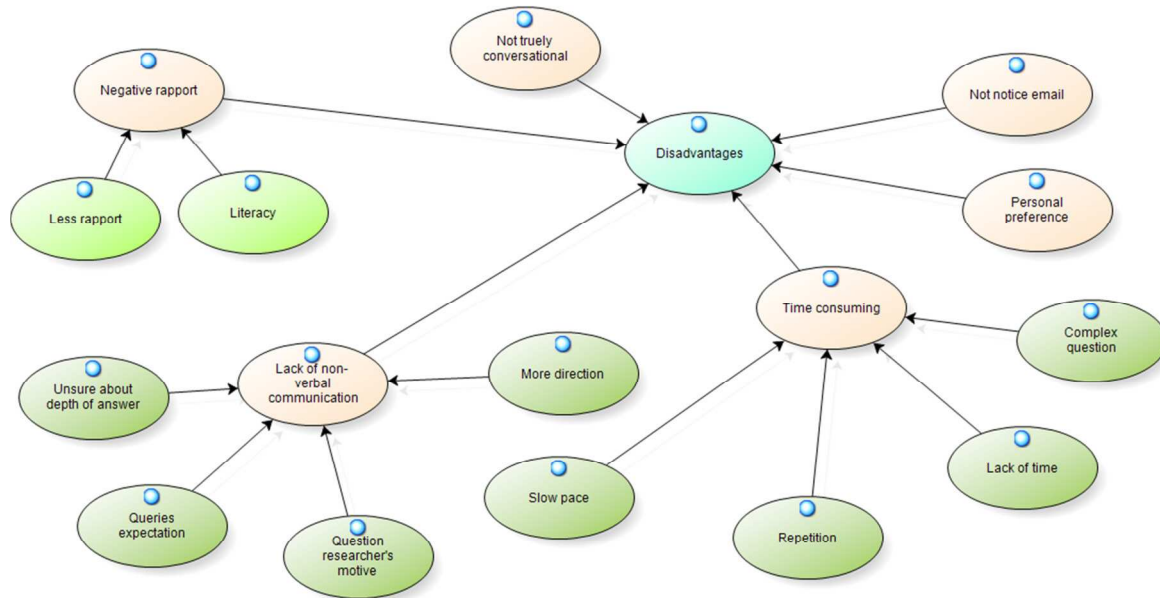 Not truely
conversational
Negative rapport
Not notice email
Disadvantages
Less rapport
Literacy
Personal
preference
Time consuming
Complex
question
Lack of non-
verbal
communication
More direction
Unsure about
depth of answer
Lack of time
Slow pace
Queries
expectation
Repetition
Question
researcher's
motive